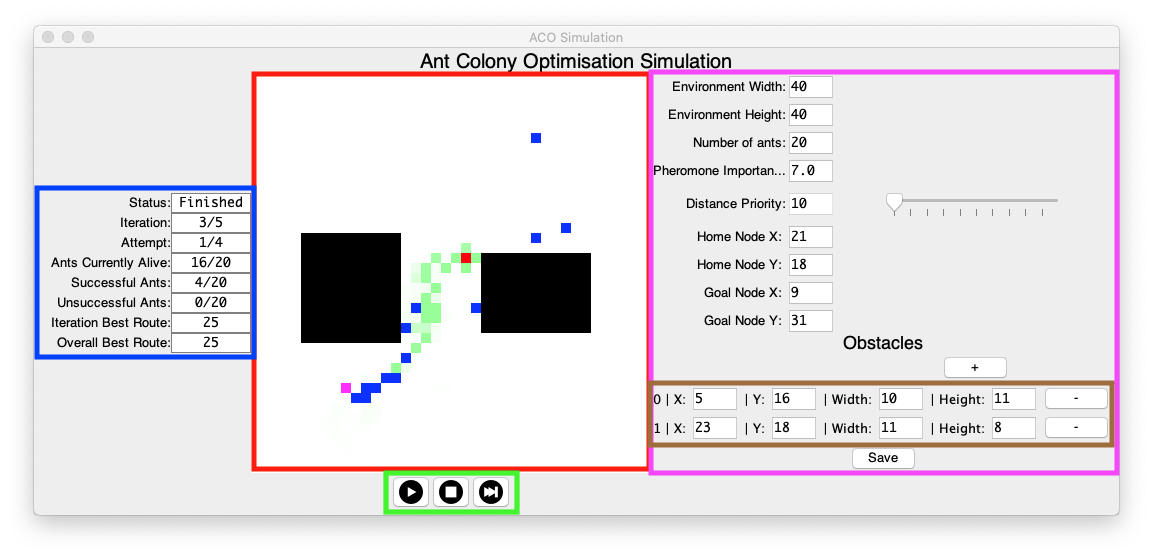 ACO Simulation
Ant Colony Optimisation Simulation
Status: Finished
Iteration: 3/5
Attempt: 1/4
Ants Currently Alive: 16/20
Successful Ants: 4/20
Unsuccessful Ants: 0/20
Iteration Best Route: 25
Overall Best Route: 25
Environment Width: 40
Environment Height: 40
Number of ants: 20
Pheromone Importan... 7.0
Distance Priority: 10
Home Node X: 21
Home Node Y: 18
Goal Node X: 9
Goal Node Y: 31
Obstacles
+
0 | X: 5 | Y: 16 | Width: 10 | Height: 11 -
1 | X: 23 | Y: 18 | Width: 11 | Height: 8 -
Save